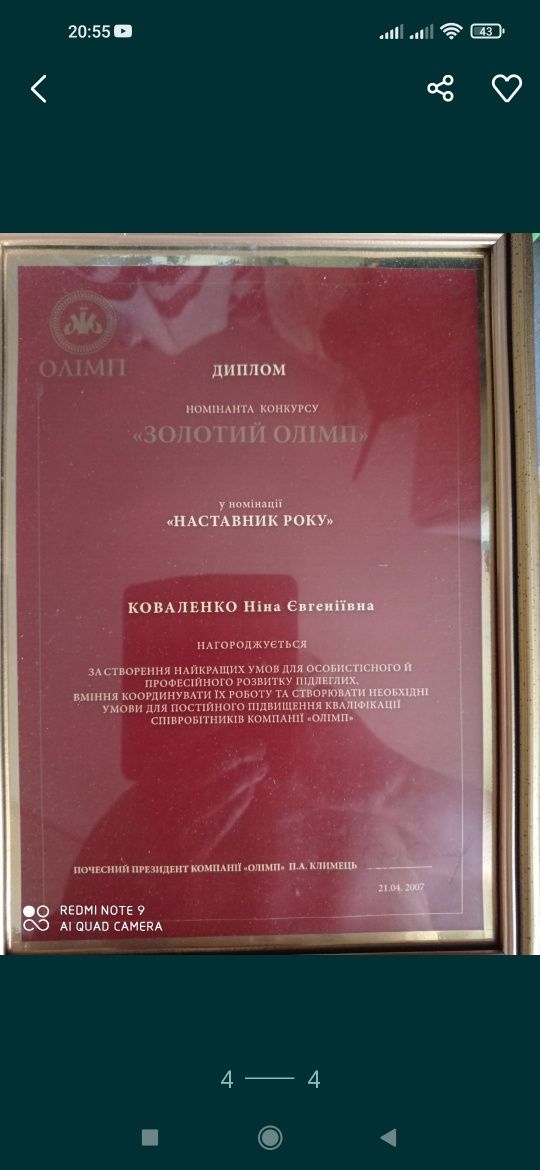 20:55
43
ОЛІМП
ДИПЛОМ
НОМІНАНТА КОНКУРСУ
«ЗОЛОТИЙ ОЛІМП»
у номінації
«НАСТАВНИК РОКУ»
КОВАЛЕНКО Ніна Євгеніївна
НАГОРОДЖУЄТЬСЯ
ЗА СТВОРЕННЯ НАЙКРАЩИХ УМОВ ДЛЯ ОСОБИСТІСНОГО Й
ПРОФЕСІЙНОГО РОЗВИТКУ ПІДЛЕГЛИХ,
ВМІННЯ КООРДИНУВАТИ ЇХ РОБОТУ ТА СТВОРЮВАТИ НЕОБХІДНІ
УМОВИ ДЛЯ ПОСТІЙНОГО ПІДВИЩЕННЯ КВАЛІФІКАЦІЇ
СПІВРОБІТНИКІВ КОМПАНІЇ «ОЛІМП»
ПОЧЕСНИЙ ПРЕЗИДЕНТ КОМПАНІЇ «ОЛІМП» П.А. КЛИМЕЦЬ
21.04. 2007
REDMI NOTE 9
AI QUAD CAMERA
4 4